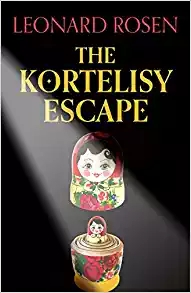 LEONARD ROSEN
THE
KORTELISY
ESCAPE